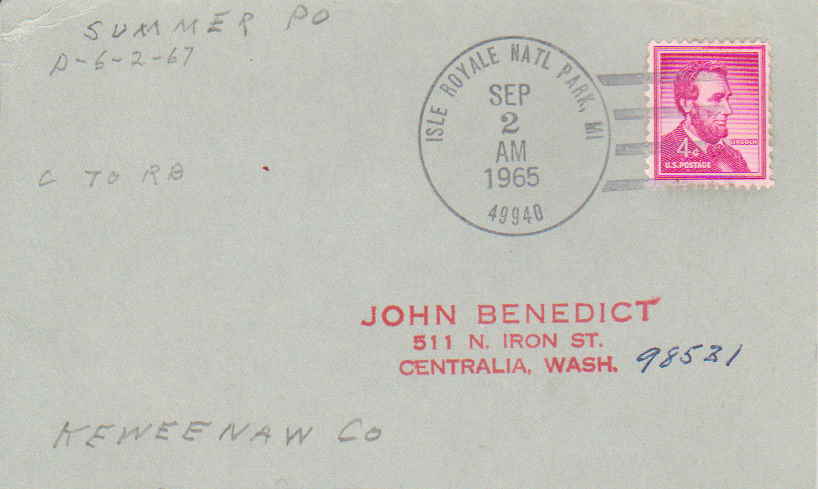 SUMMER PO
D-6-2-67
ISLE ROYALE NATL PARK, MI
SEP
2
AM
1965
49940
LINCOLN
4¢
U.S. POSTAGE
C TO RD
JOHN BENEDICT
511 N. IRON ST.
CENTRALIA, WASH. 98531
KEWEENAW CO